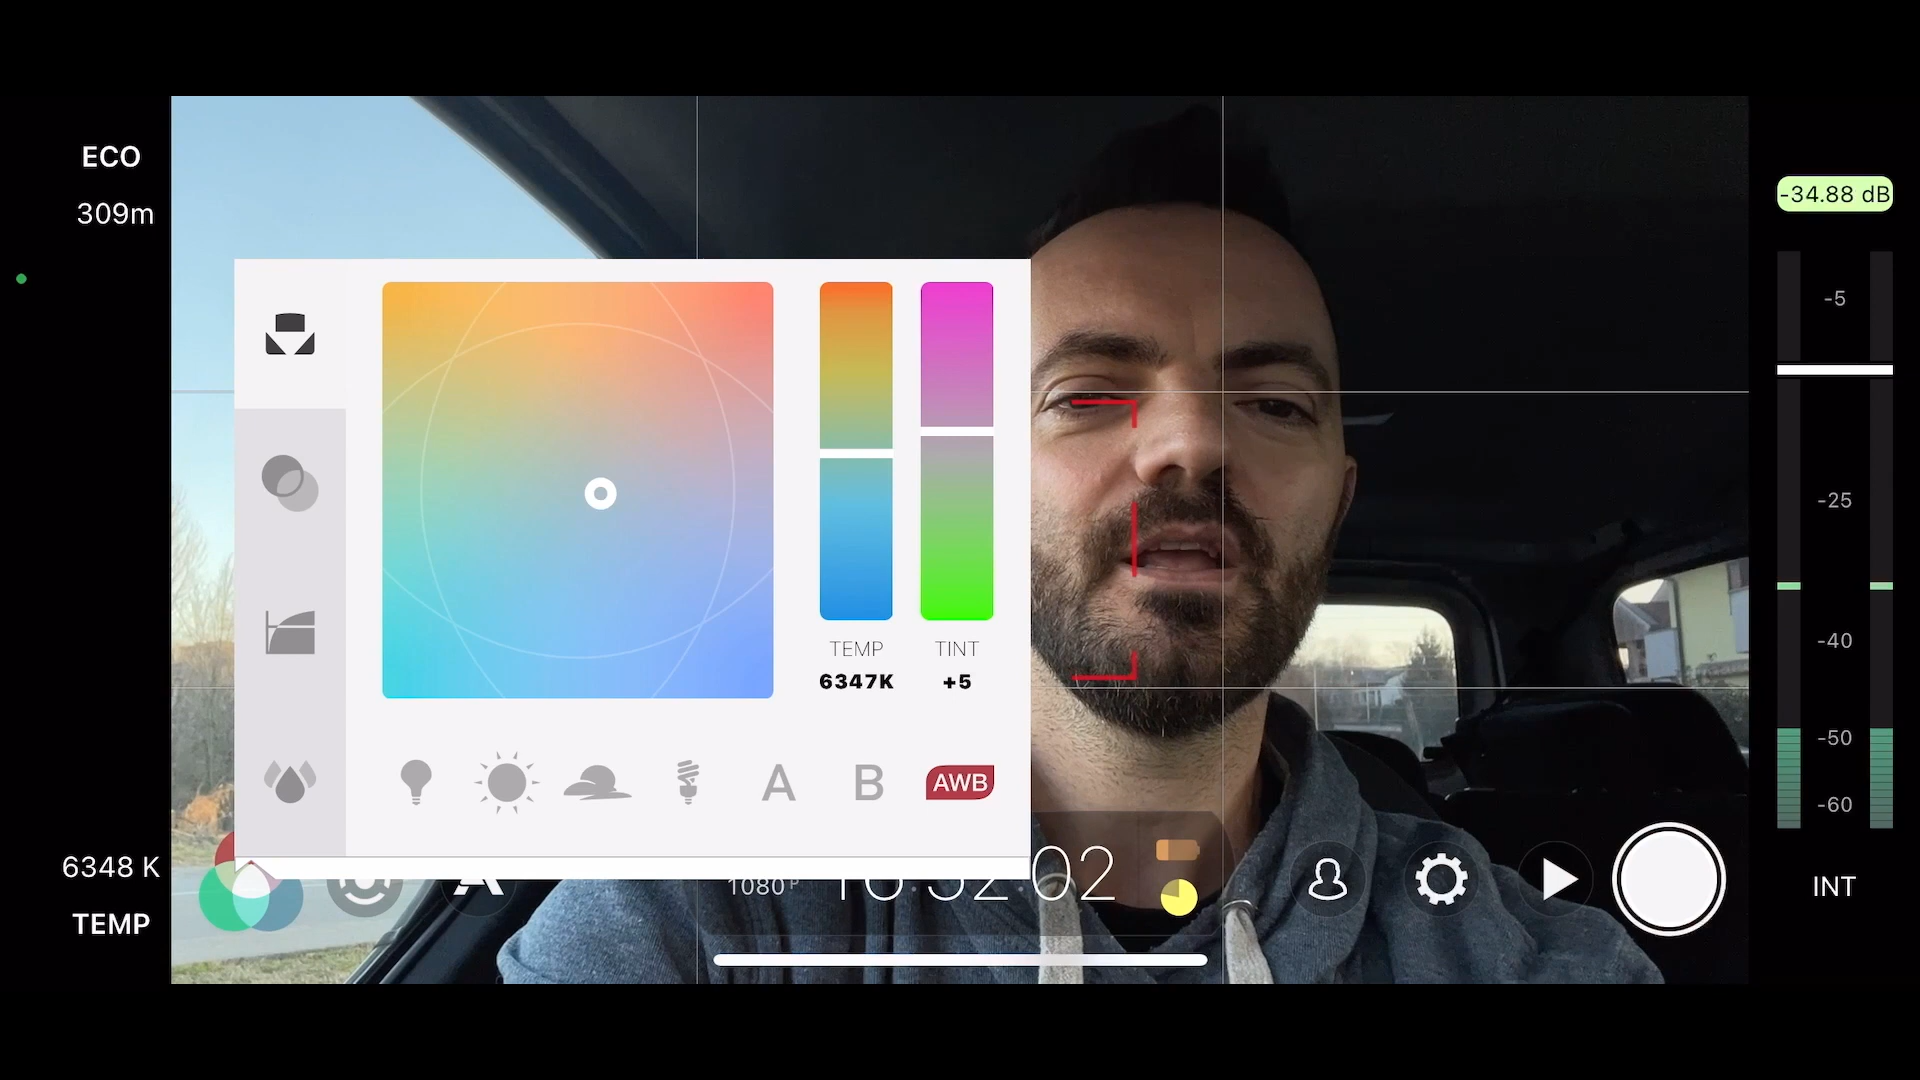 ECO
309m
-34.88 dB
-5
-25
-40
-50
-60
INT
TEMP TINT
6347K +5
A B AWB
6348 K
TEMP
1080P